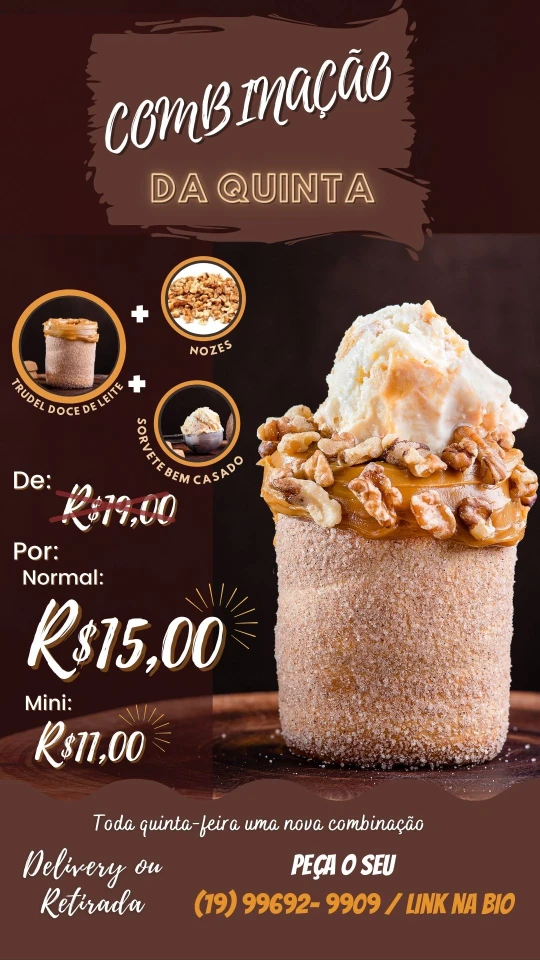 COMBINAÇÃO
DA QUINTA
TRUDEL DOCE DE LEITE
+
NOZES
+
SORVETE BEM CASADO
De:
R$19,00
Por:
Normal:
R$15,00
Mini:
R$11,00
Toda quinta-feira uma nova combinação
Delivery ou
Retirada
PEÇA O SEU
(19) 99692- 9909 / LINK NA BIO